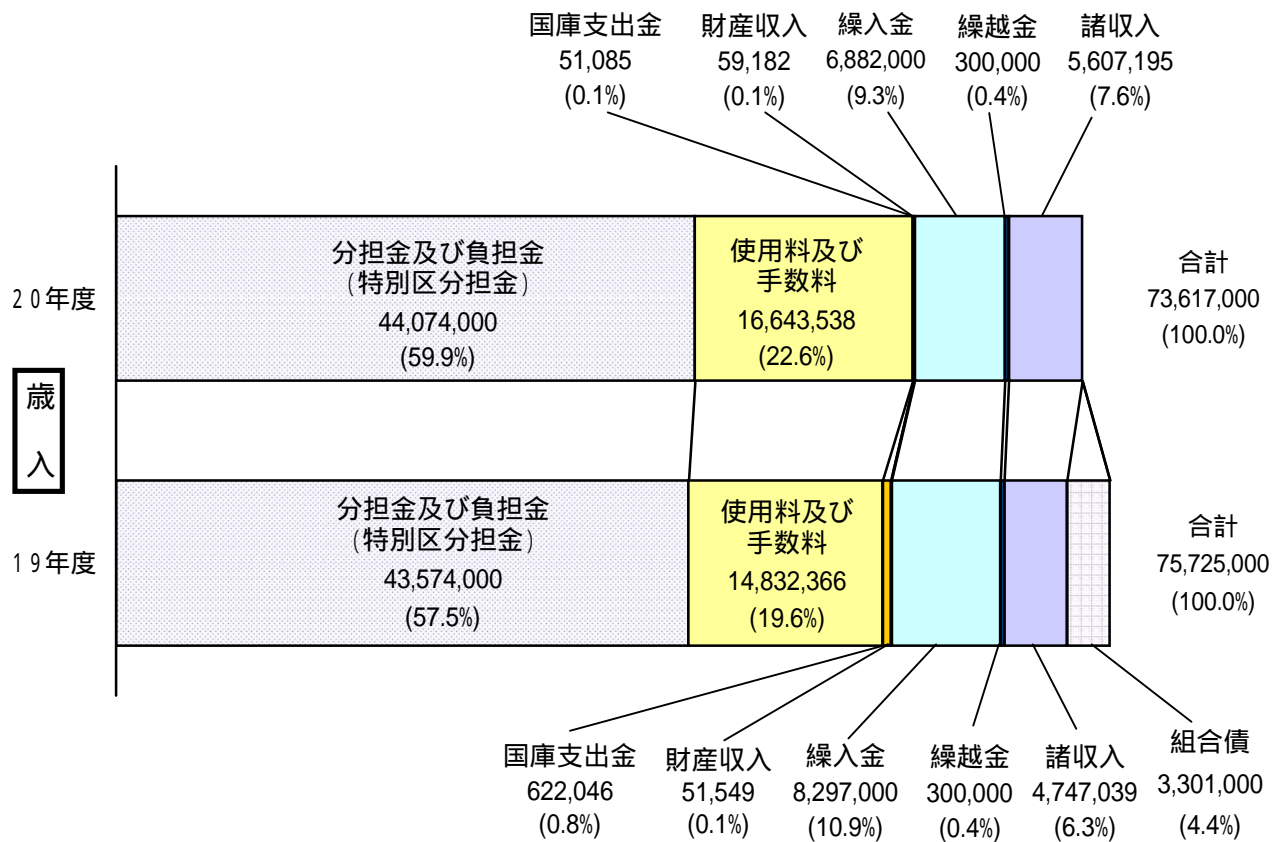 国庫支出金
51,085
(0.1%)
財産収入
59,182
(0.1%)
繰入金
6,882,000
(9.3%)
繰越金
300,000
(0.4%)
諸収入
5,607,195
(7.6%)
20年度
分担金及び負担金
(特別区分担金)
44,074,000
(59.9%)
使用料及び
手数料
16,643,538
(22.6%)
合計
73,617,000
(100.0%)
歳
入
19年度
分担金及び負担金
(特別区分担金)
43,574,000
(57.5%)
使用料及び
手数料
14,832,366
(19.6%)
合計
75,725,000
(100.0%)
国庫支出金
622,046
(0.8%)
財産収入
51,549
(0.1%)
繰入金
8,297,000
(10.9%)
繰越金
300,000
(0.4%)
諸収入
4,747,039
(6.3%)
組合債
3,301,000
(4.4%)